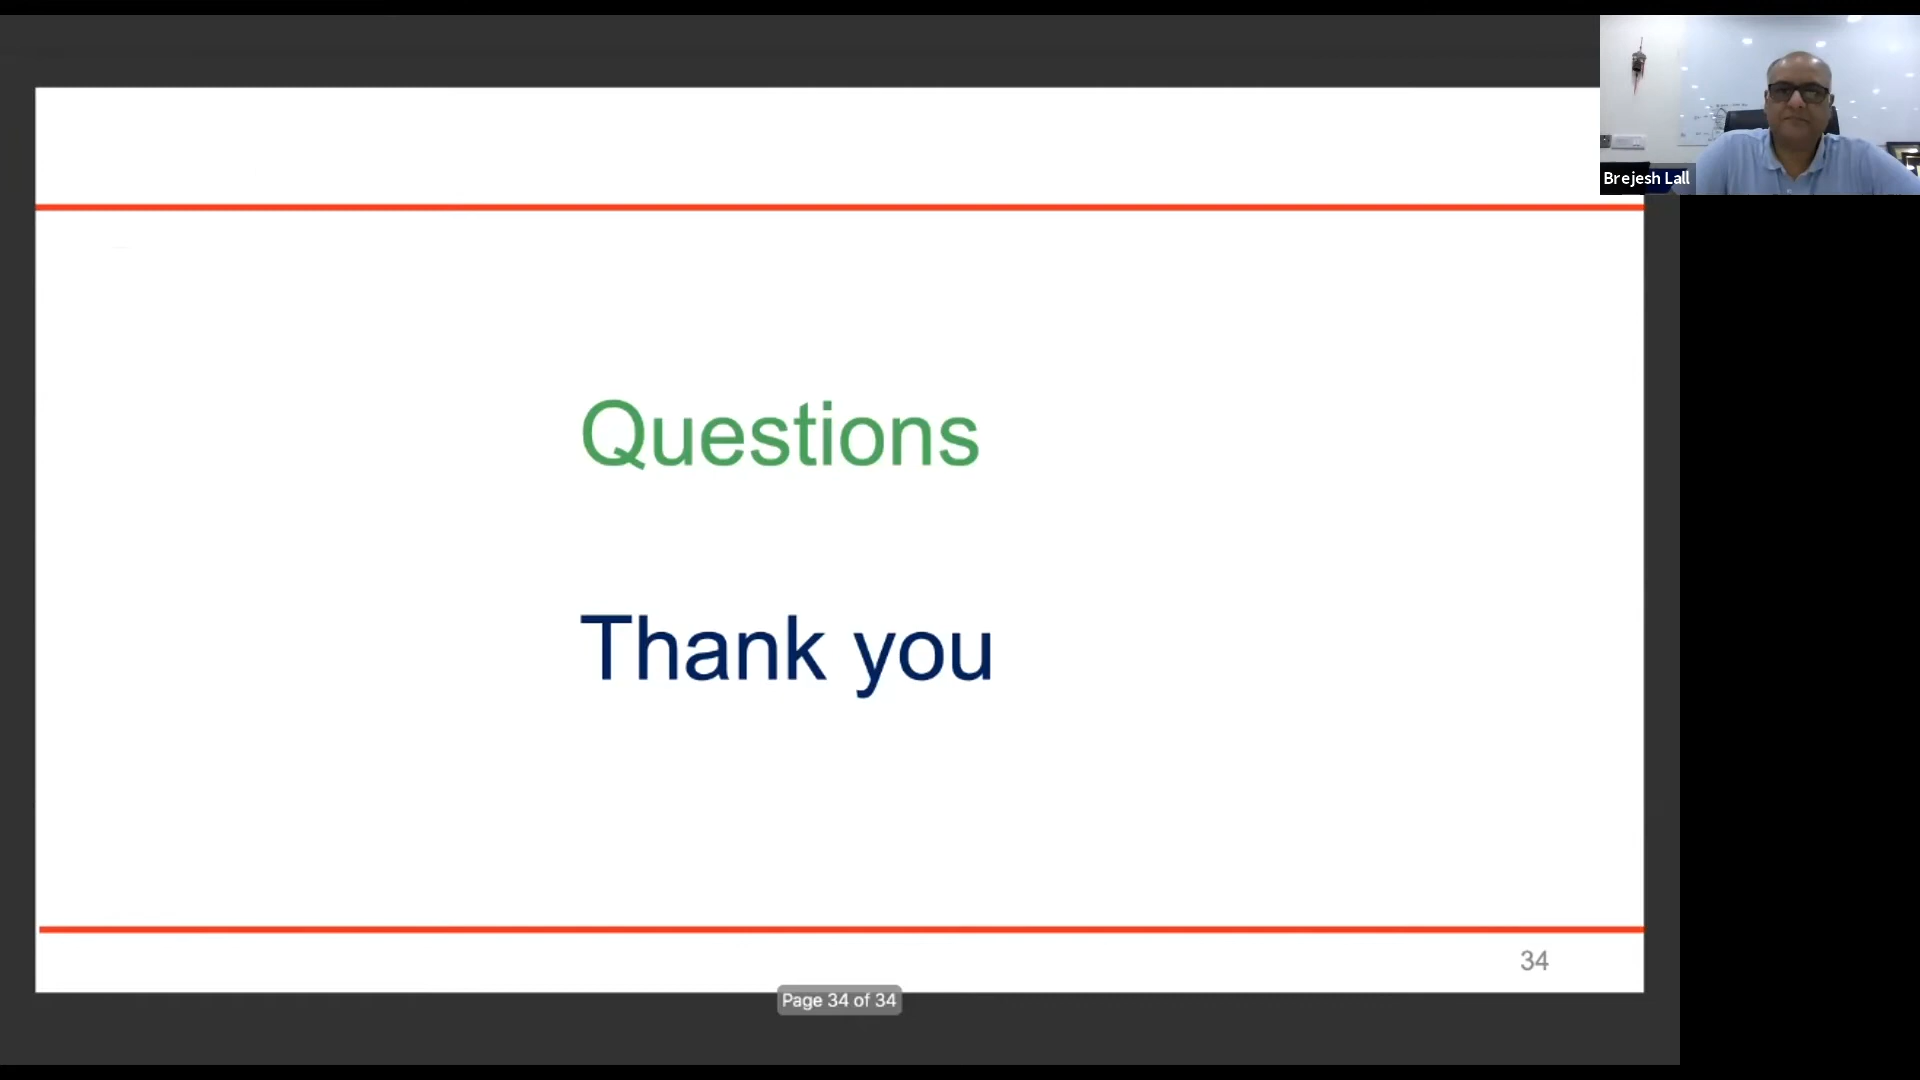 Brejesh Lall
Questions
Thank you
34
Page 34 of 34